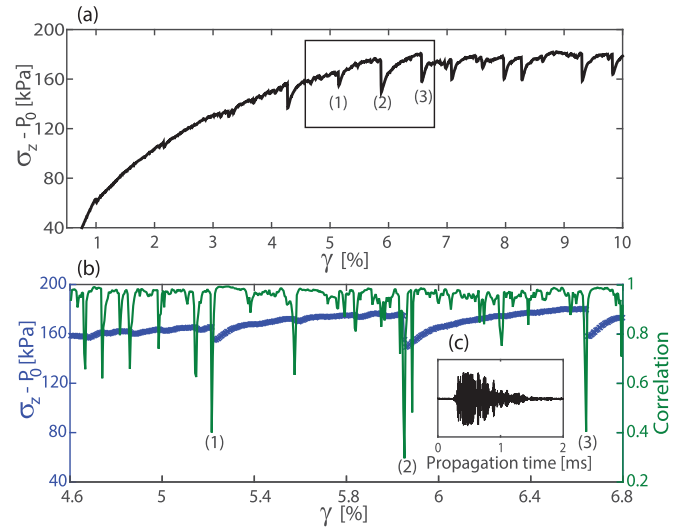 (a)
200
160
120
80
40
σz - P0 [kPa]
(1)
(2)
(3)
1 2 3 4 5 6 7 8 9 10
γ [%]
(b)
200
160
120
80
40
σz - P0 [kPa]
1
0.8
0.6
0.4
0.2
Correlation
(c)
0 1 2
Propagation time [ms]
(1)
(2)
(3)
4.6 5 5.4 5.8 6 6.4 6.8
γ [%]